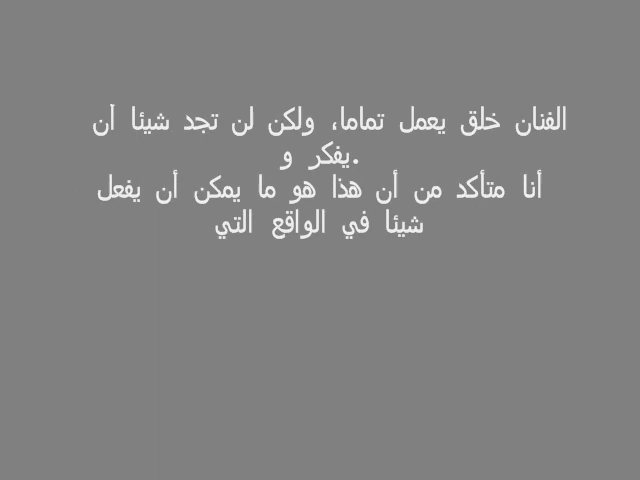 الفنان خلق يعمل تماما، ولكن لن تجد شيئا أن
يفكر و.
أنا متأكد من أن هذا هو ما يمكن أن يفعل
شيئا في الواقع التي